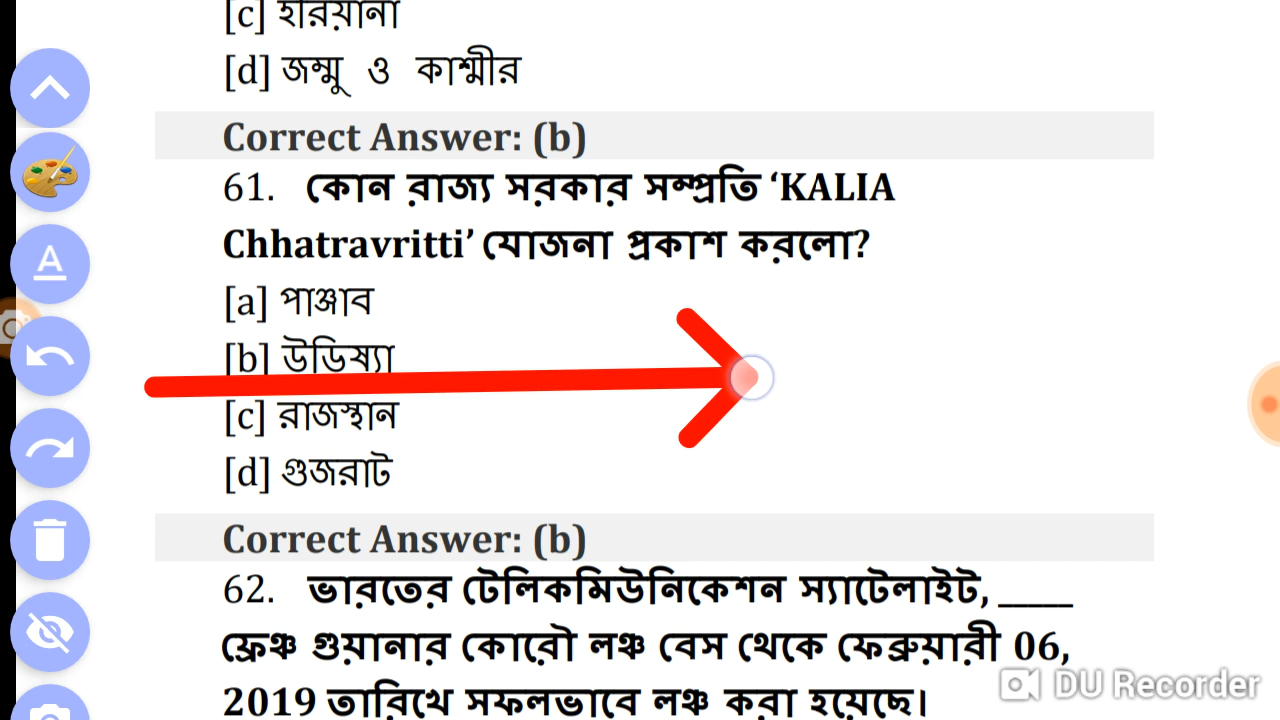 [c] হরিয়ানা
[d] জম্মু ও কাশ্মীর
Correct Answer: (b)
61. কোন রাজ্য সরকার সম্প্রতি ‘KALIA
Chhatravritti’ যোজনা প্রকাশ করলো?
[a] পাঞ্জাব
[b] উডিষ্যা
[c] রাজস্থান
[d] গুজরাট
Correct Answer: (b)
62. ভারতের টেলিকমিউনিকেশন স্যাটেলাইট, _____
ফ্রেঞ্চ গুয়ানার কোরৌ লঞ্চ বেস থেকে ফেব্রুয়ারী 06,
2019 তারিখে সফলভাবে লঞ্চ করা হয়েছে।
DU Recorder